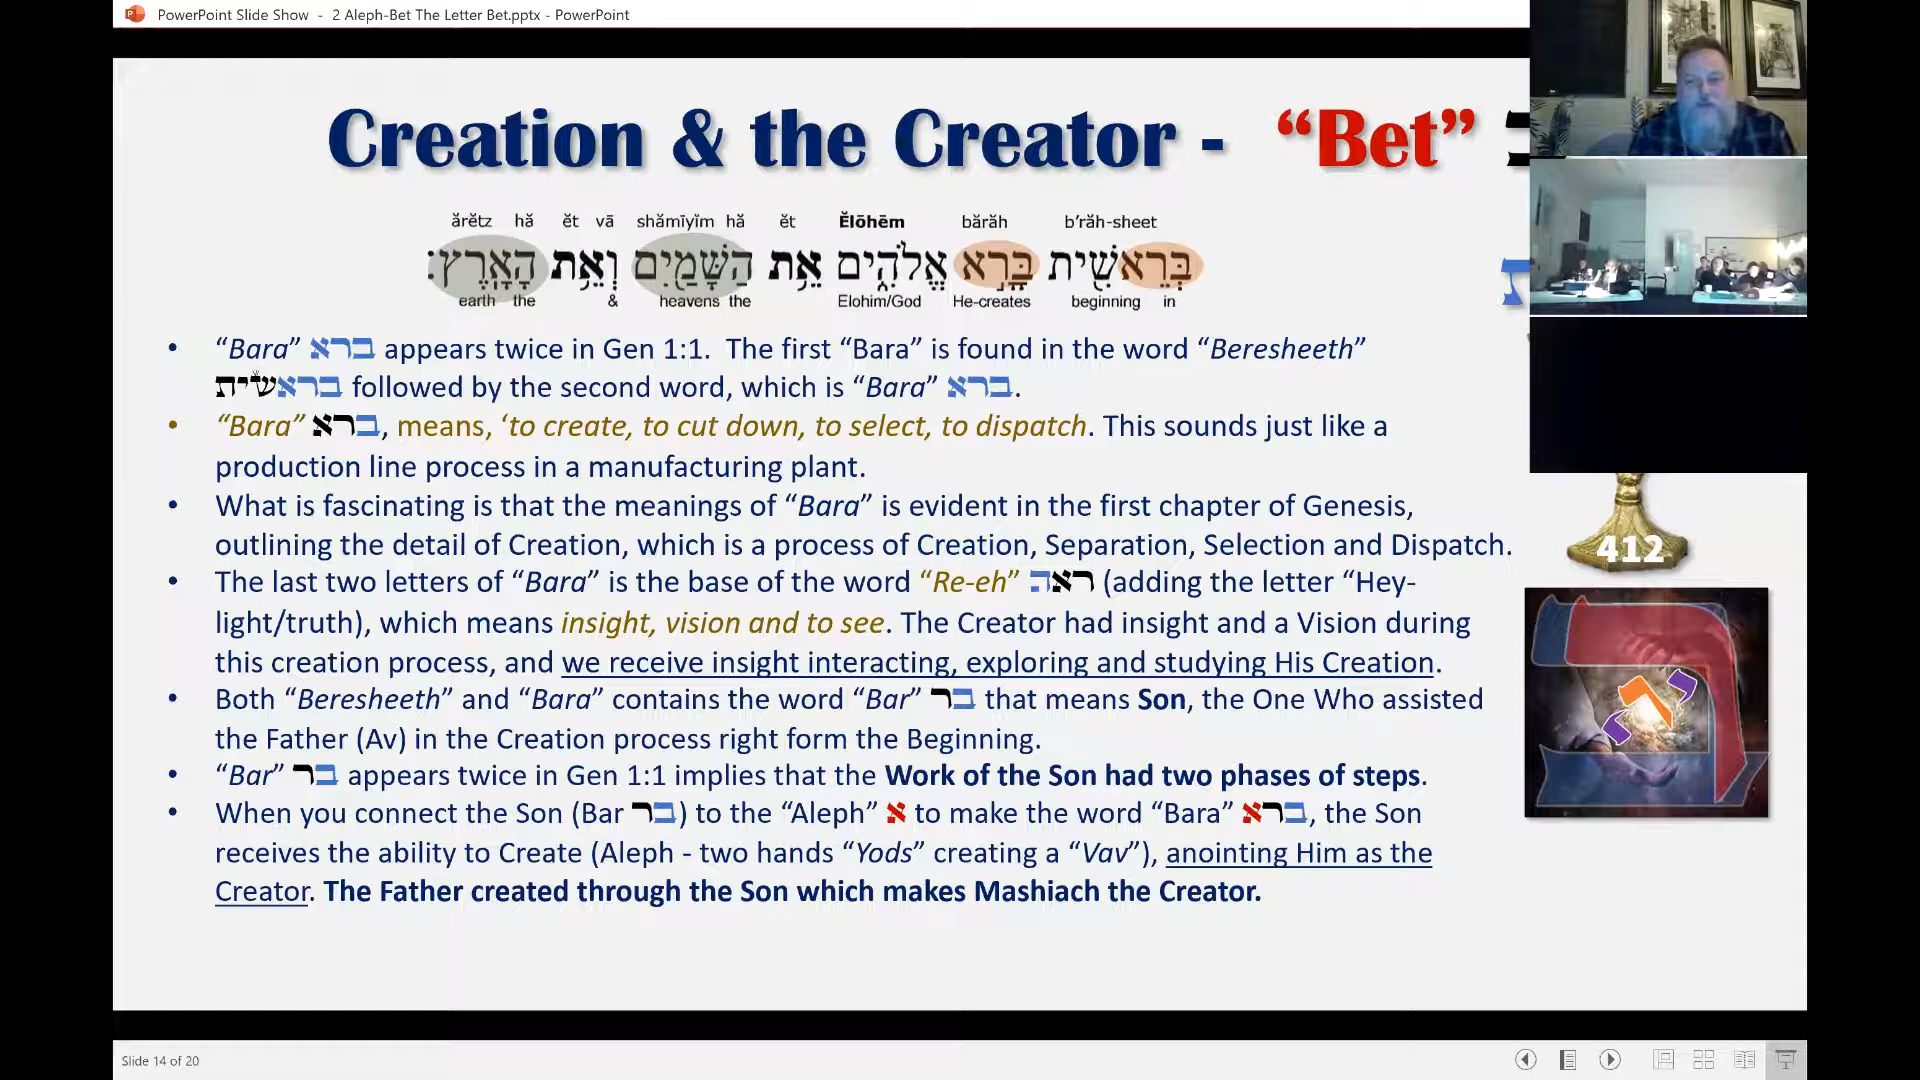 PowerPoint Slide Show - 2 Aleph-Bet The Letter Bet.pptx - PowerPoint
Creation & the Creator - “Bet”
ărĕtz hă ĕt vā shămīyĭm hă ĕt Ĕlōhēm bărăh b’răh-sheet
בְּרֵאשִׁית בָּרָא אֱלֹהִים אֵת הַשָּׁמַיִם וְאֵת הָאָרֶץ׃
earth the & heavens the Elohim/God He-creates beginning in
• “Bara” ברא appears twice in Gen 1:1. The first “Bara” is found in the word “Beresheeth”
בראשית followed by the second word, which is “Bara” ברא.
• “Bara” ברא, means, ‘to create, to cut down, to select, to dispatch. This sounds just like a
production line process in a manufacturing plant.
• What is fascinating is that the meanings of “Bara” is evident in the first chapter of Genesis,
outlining the detail of Creation, which is a process of Creation, Separation, Selection and Dispatch.
• The last two letters of “Bara” is the base of the word “Re-eh” ראה (adding the letter “Hey-
light/truth), which means insight, vision and to see. The Creator had insight and a Vision during
this creation process, and we receive insight interacting, exploring and studying His Creation.
• Both “Beresheeth” and “Bara” contains the word “Bar” בר that means Son, the One Who assisted
the Father (Av) in the Creation process right form the Beginning.
• “Bar” בר appears twice in Gen 1:1 implies that the Work of the Son had two phases of steps.
• When you connect the Son (Bar בר) to the “Aleph” א to make the word “Bara” ברא, the Son
receives the ability to Create (Aleph - two hands “Yods” creating a “Vav”), anointing Him as the
Creator. The Father created through the Son which makes Mashiach the Creator.
412
Slide 14 of 20